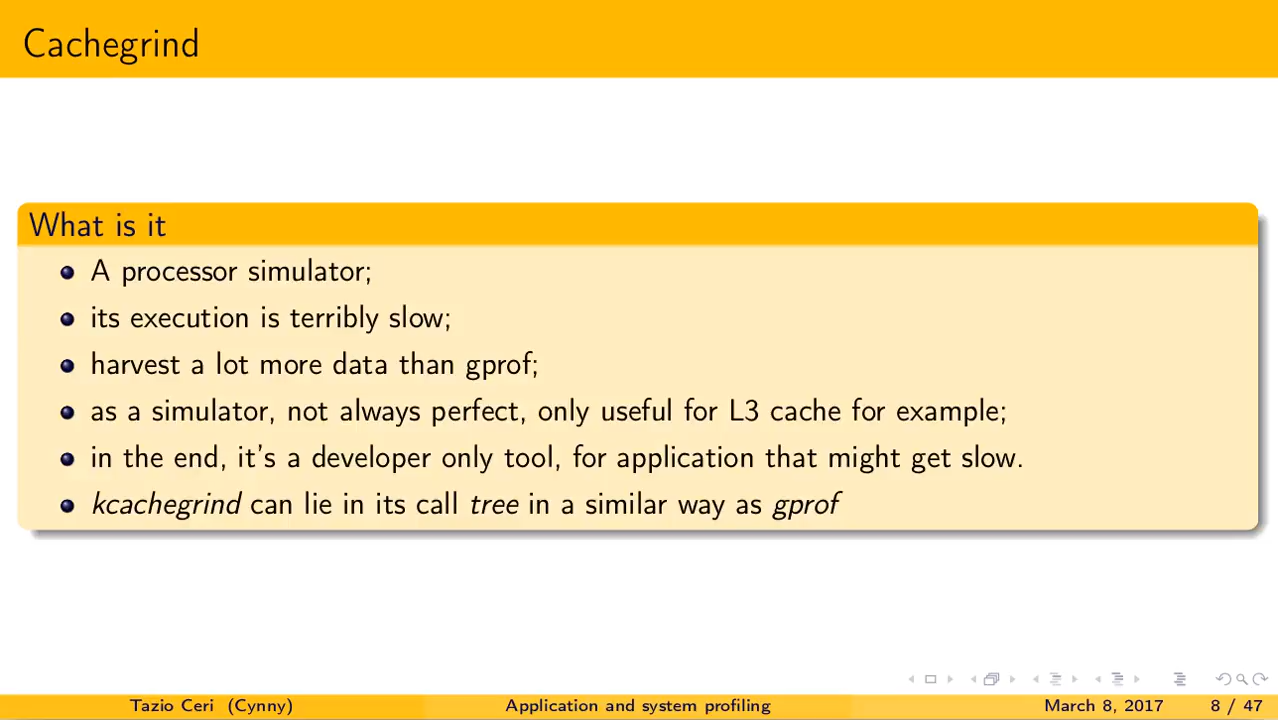 Cachegrind
What is it
A processor simulator;
its execution is terribly slow;
harvest a lot more data than gprof;
as a simulator, not always perfect, only useful for L3 cache for example;
in the end, it's a developer only tool, for application that might get slow.
kcachegrind can lie in its call tree in a similar way as gprof
Tazio Ceri (Cynny) Application and system profiling March 8, 2017 8 / 47